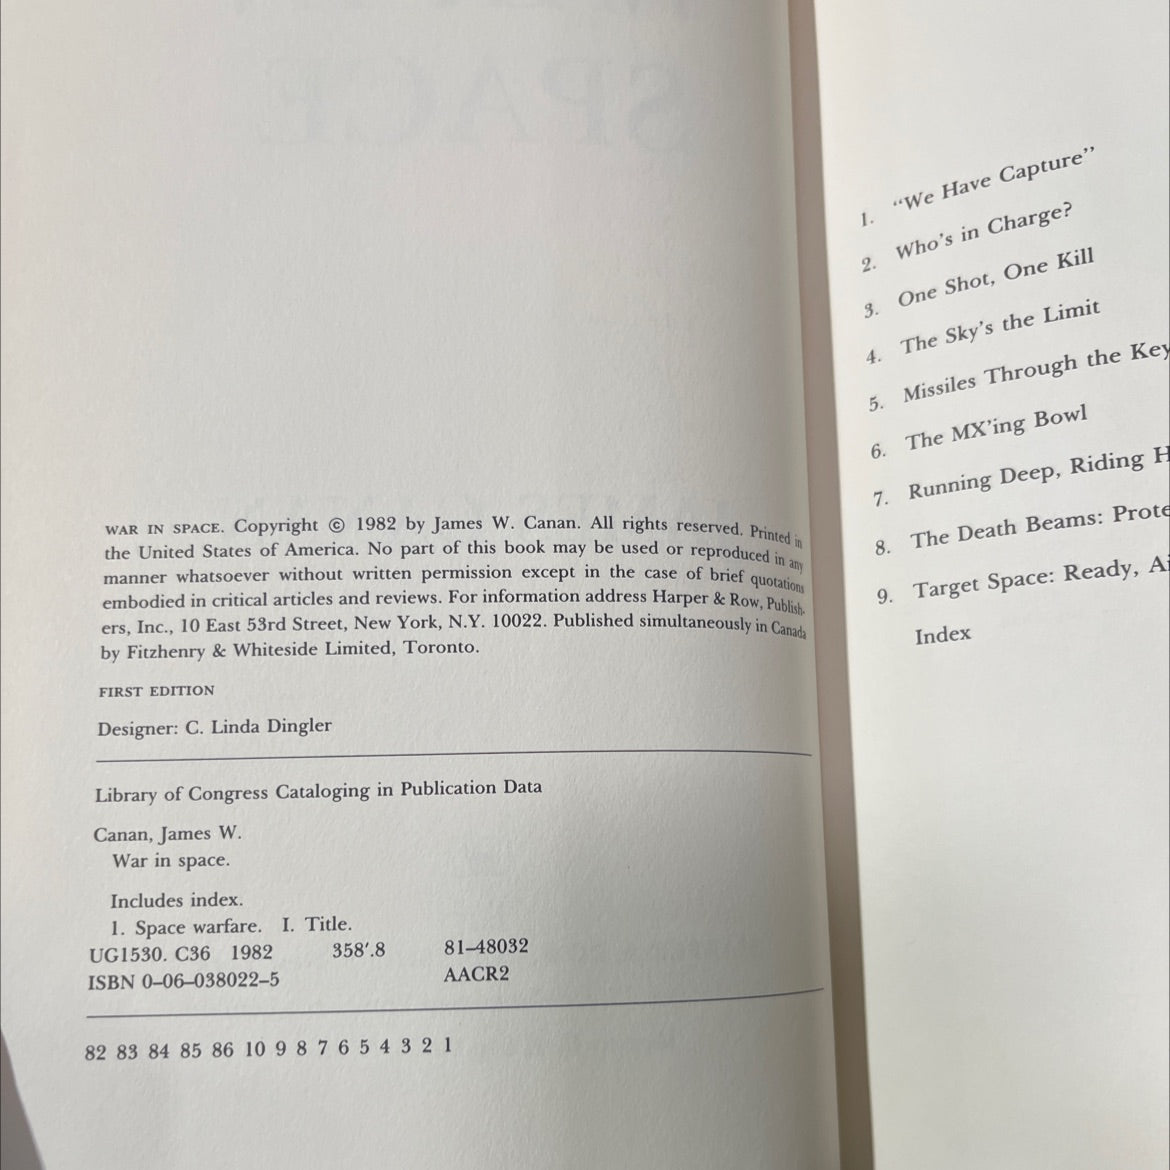 WAR IN SPACE. Copyright © 1982 by James W. Canan. All rights reserved. Printed in
the United States of America. No part of this book may be used or reproduced in any
manner whatsoever without written permission except in the case of brief quotations
embodied in critical articles and reviews. For information address Harper & Row, Publish-
ers, Inc., 10 East 53rd Street, New York, N.Y. 10022. Published simultaneously in Canada
by Fitzhenry & Whiteside Limited, Toronto.
FIRST EDITION
Designer: C. Linda Dingler
Library of Congress Cataloging in Publication Data
Canan, James W.
War in space.
Includes index.
1. Space warfare. I. Title.
UG1530. C36 1982 358'.8 81–48032
ISBN 0–06–038022–5 AACR2
82 83 84 85 86 10 9 8 7 6 5 4 3 2 1
1. “We Have Capture”
2. Who's in Charge?
3. One Shot, One Kill
4. The Sky's the Limit
5. Missiles Through the Key
6. The MX'ing Bowl
7. Running Deep, Riding H
8. The Death Beams: Prote
9. Target Space: Ready, Ai
Index